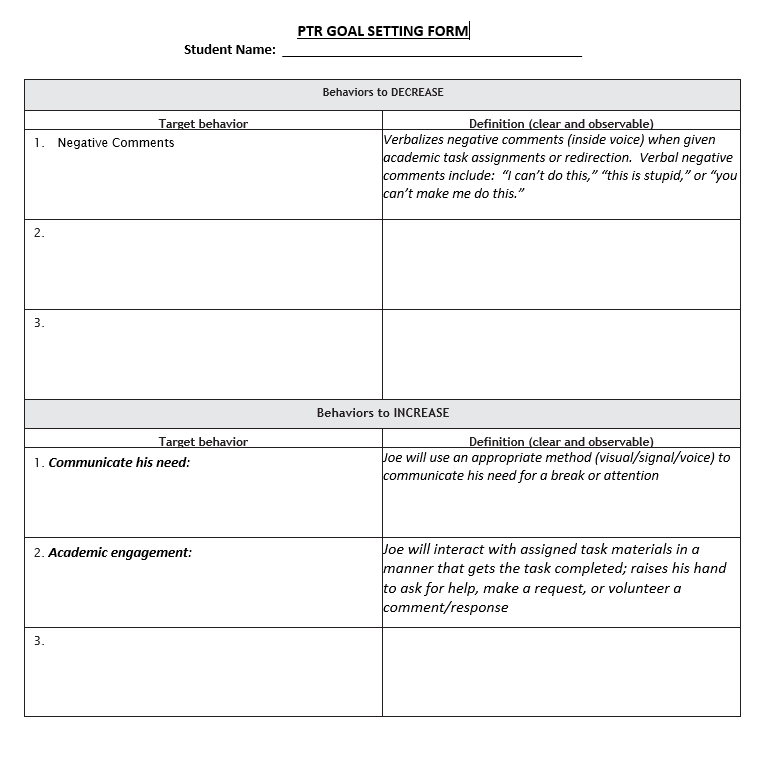 PTR GOAL SETTING FORM
Student Name: ________________________________________
Behaviors to DECREASE
Target behavior Definition (clear and observable)
1. Negative Comments
Verbalizes negative comments (inside voice) when given
academic task assignments or redirection. Verbal negative
comments include: “I can’t do this,” “this is stupid,” or “you
can’t make me do this.”
2.
3.
Behaviors to INCREASE
Target behavior Definition (clear and observable)
1. Communicate his need:
Joe will use an appropriate method (visual/signal/voice) to
communicate his need for a break or attention
2. Academic engagement:
Joe will interact with assigned task materials in a
manner that gets the task completed; raises his hand
to ask for help, make a request, or volunteer a
comment/response
3.